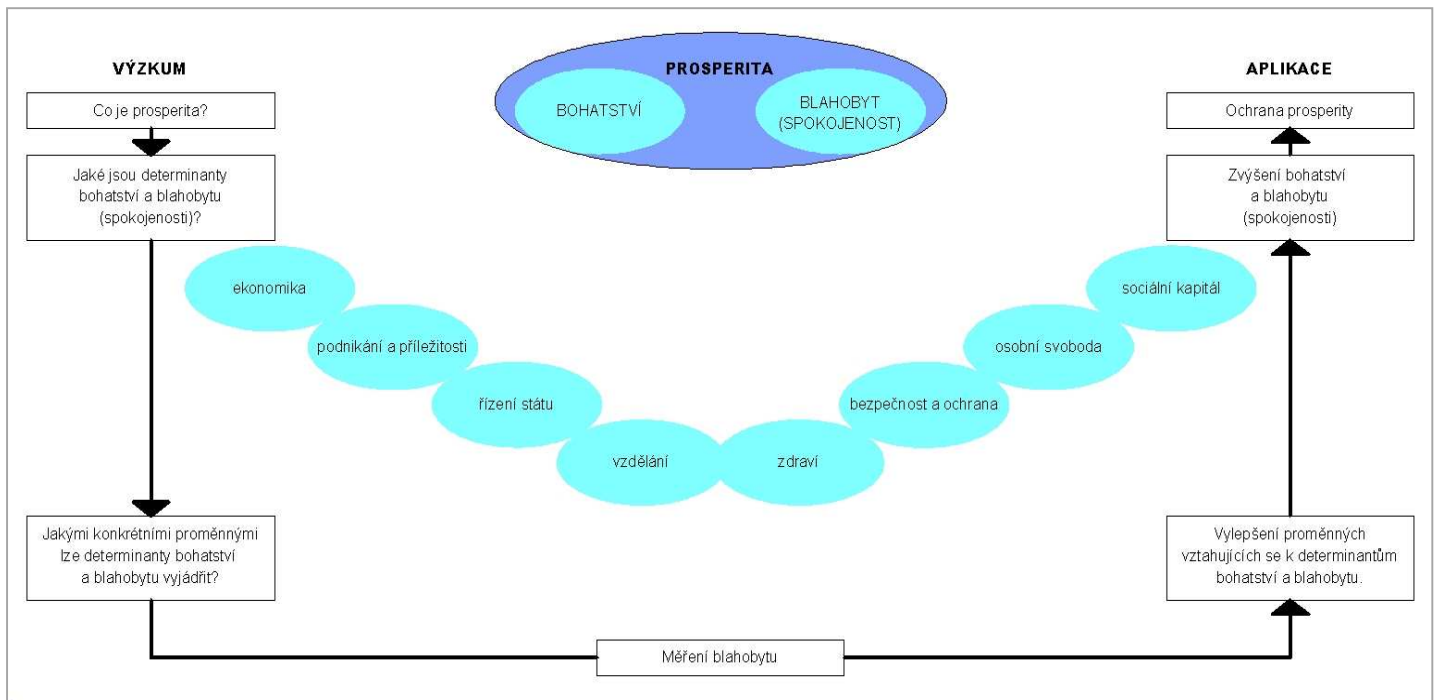 VÝZKUM
Co je prosperita?
Jaké jsou determinanty
bohatství a blahobytu
(spokojenosti)?
Jakými konkrétními proměnnými
lze determinanty bohatství
a blahobytu vyjádřit?
PROSPERITA
BOHATSTVÍ
BLAHOBYT
(SPOKOJENOST)
ekonomika
podnikání a příležitosti
řízení státu
vzdělání
zdraví
bezpečnost a ochrana
osobní svoboda
sociální kapitál
Měření blahobytu
APLIKACE
Ochrana prosperity
Zvýšení bohatství
a blahobytu
(spokojenosti)
Vylepšení proměnných
vztahujících se k determinantům
bohatství a blahobytu.